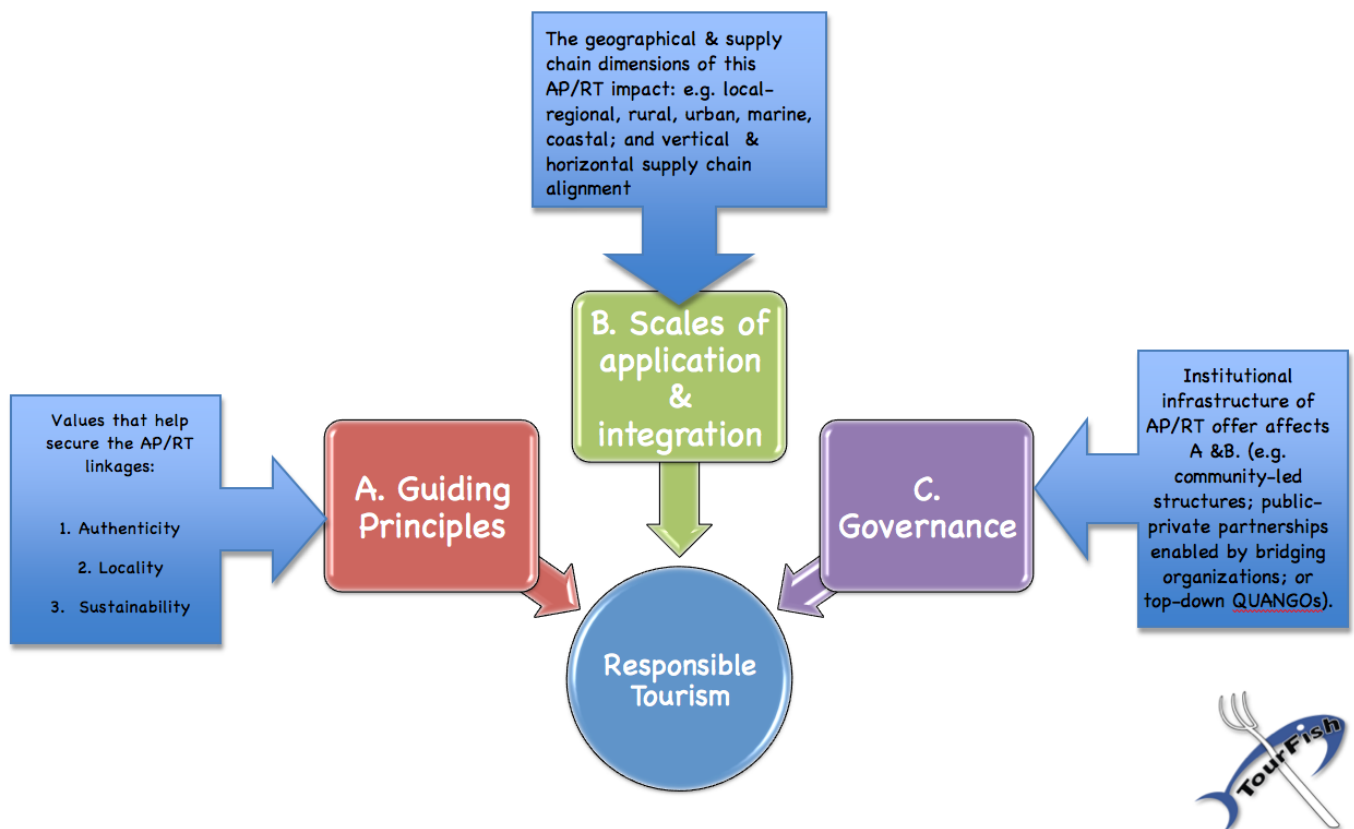 The geographical & supply
chain dimensions of this
AP/RT impact: e.g. local-
regional, rural, urban, marine,
coastal; and vertical & 
horizontal supply chain
alignment
B. Scales of
application
&
integration
Values that help
secure the AP/RT
linkages:
1. Authenticity
2. Locality
3. Sustainability
A. Guiding
Principles
C.
Governance
Institutional
infrastructure of
AP/RT offer affects
A &B. (e.g.
community-led
structures; public-
private partnerships
enabled by bridging
organizations; or
top-down QUANGOs).
Responsible
Tourism
TourFish